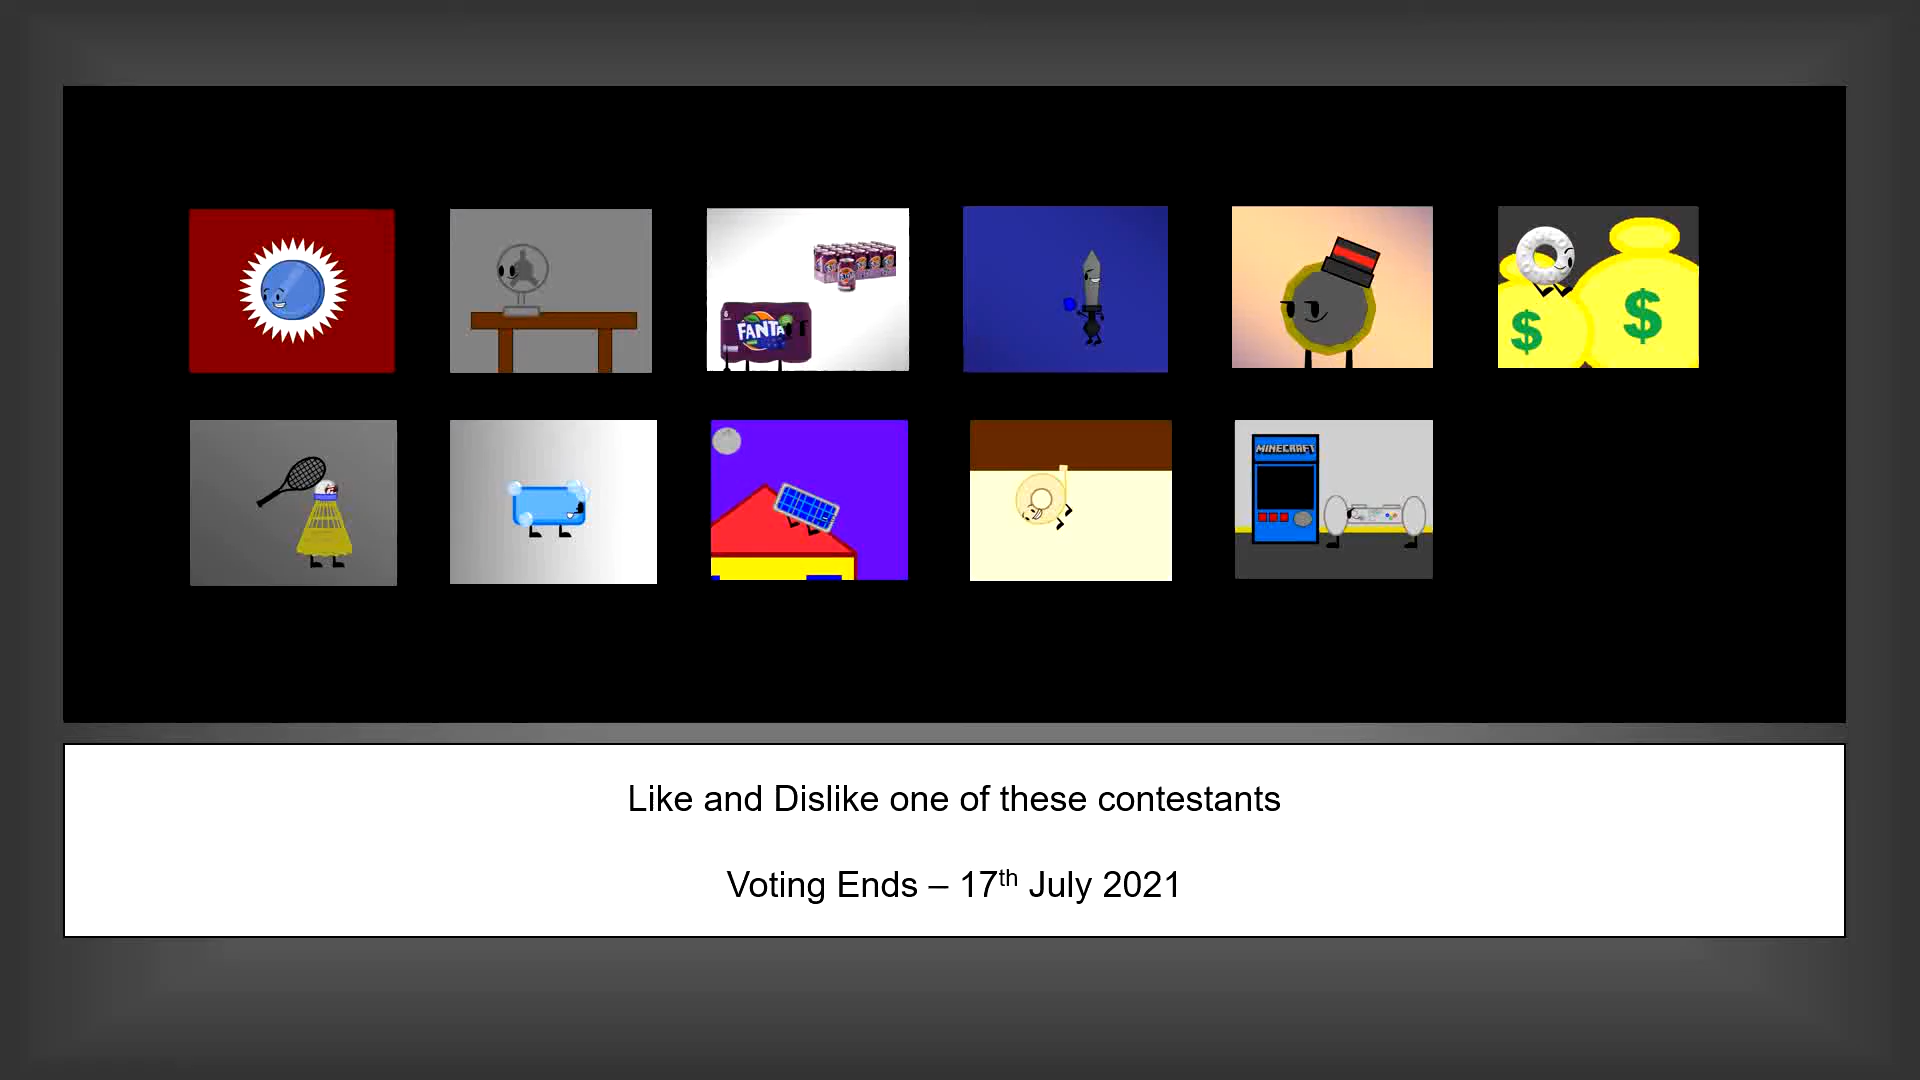 FANTA
$
$
MINECRAFT
Like and Dislike one of these contestants
Voting Ends – 17th July 2021